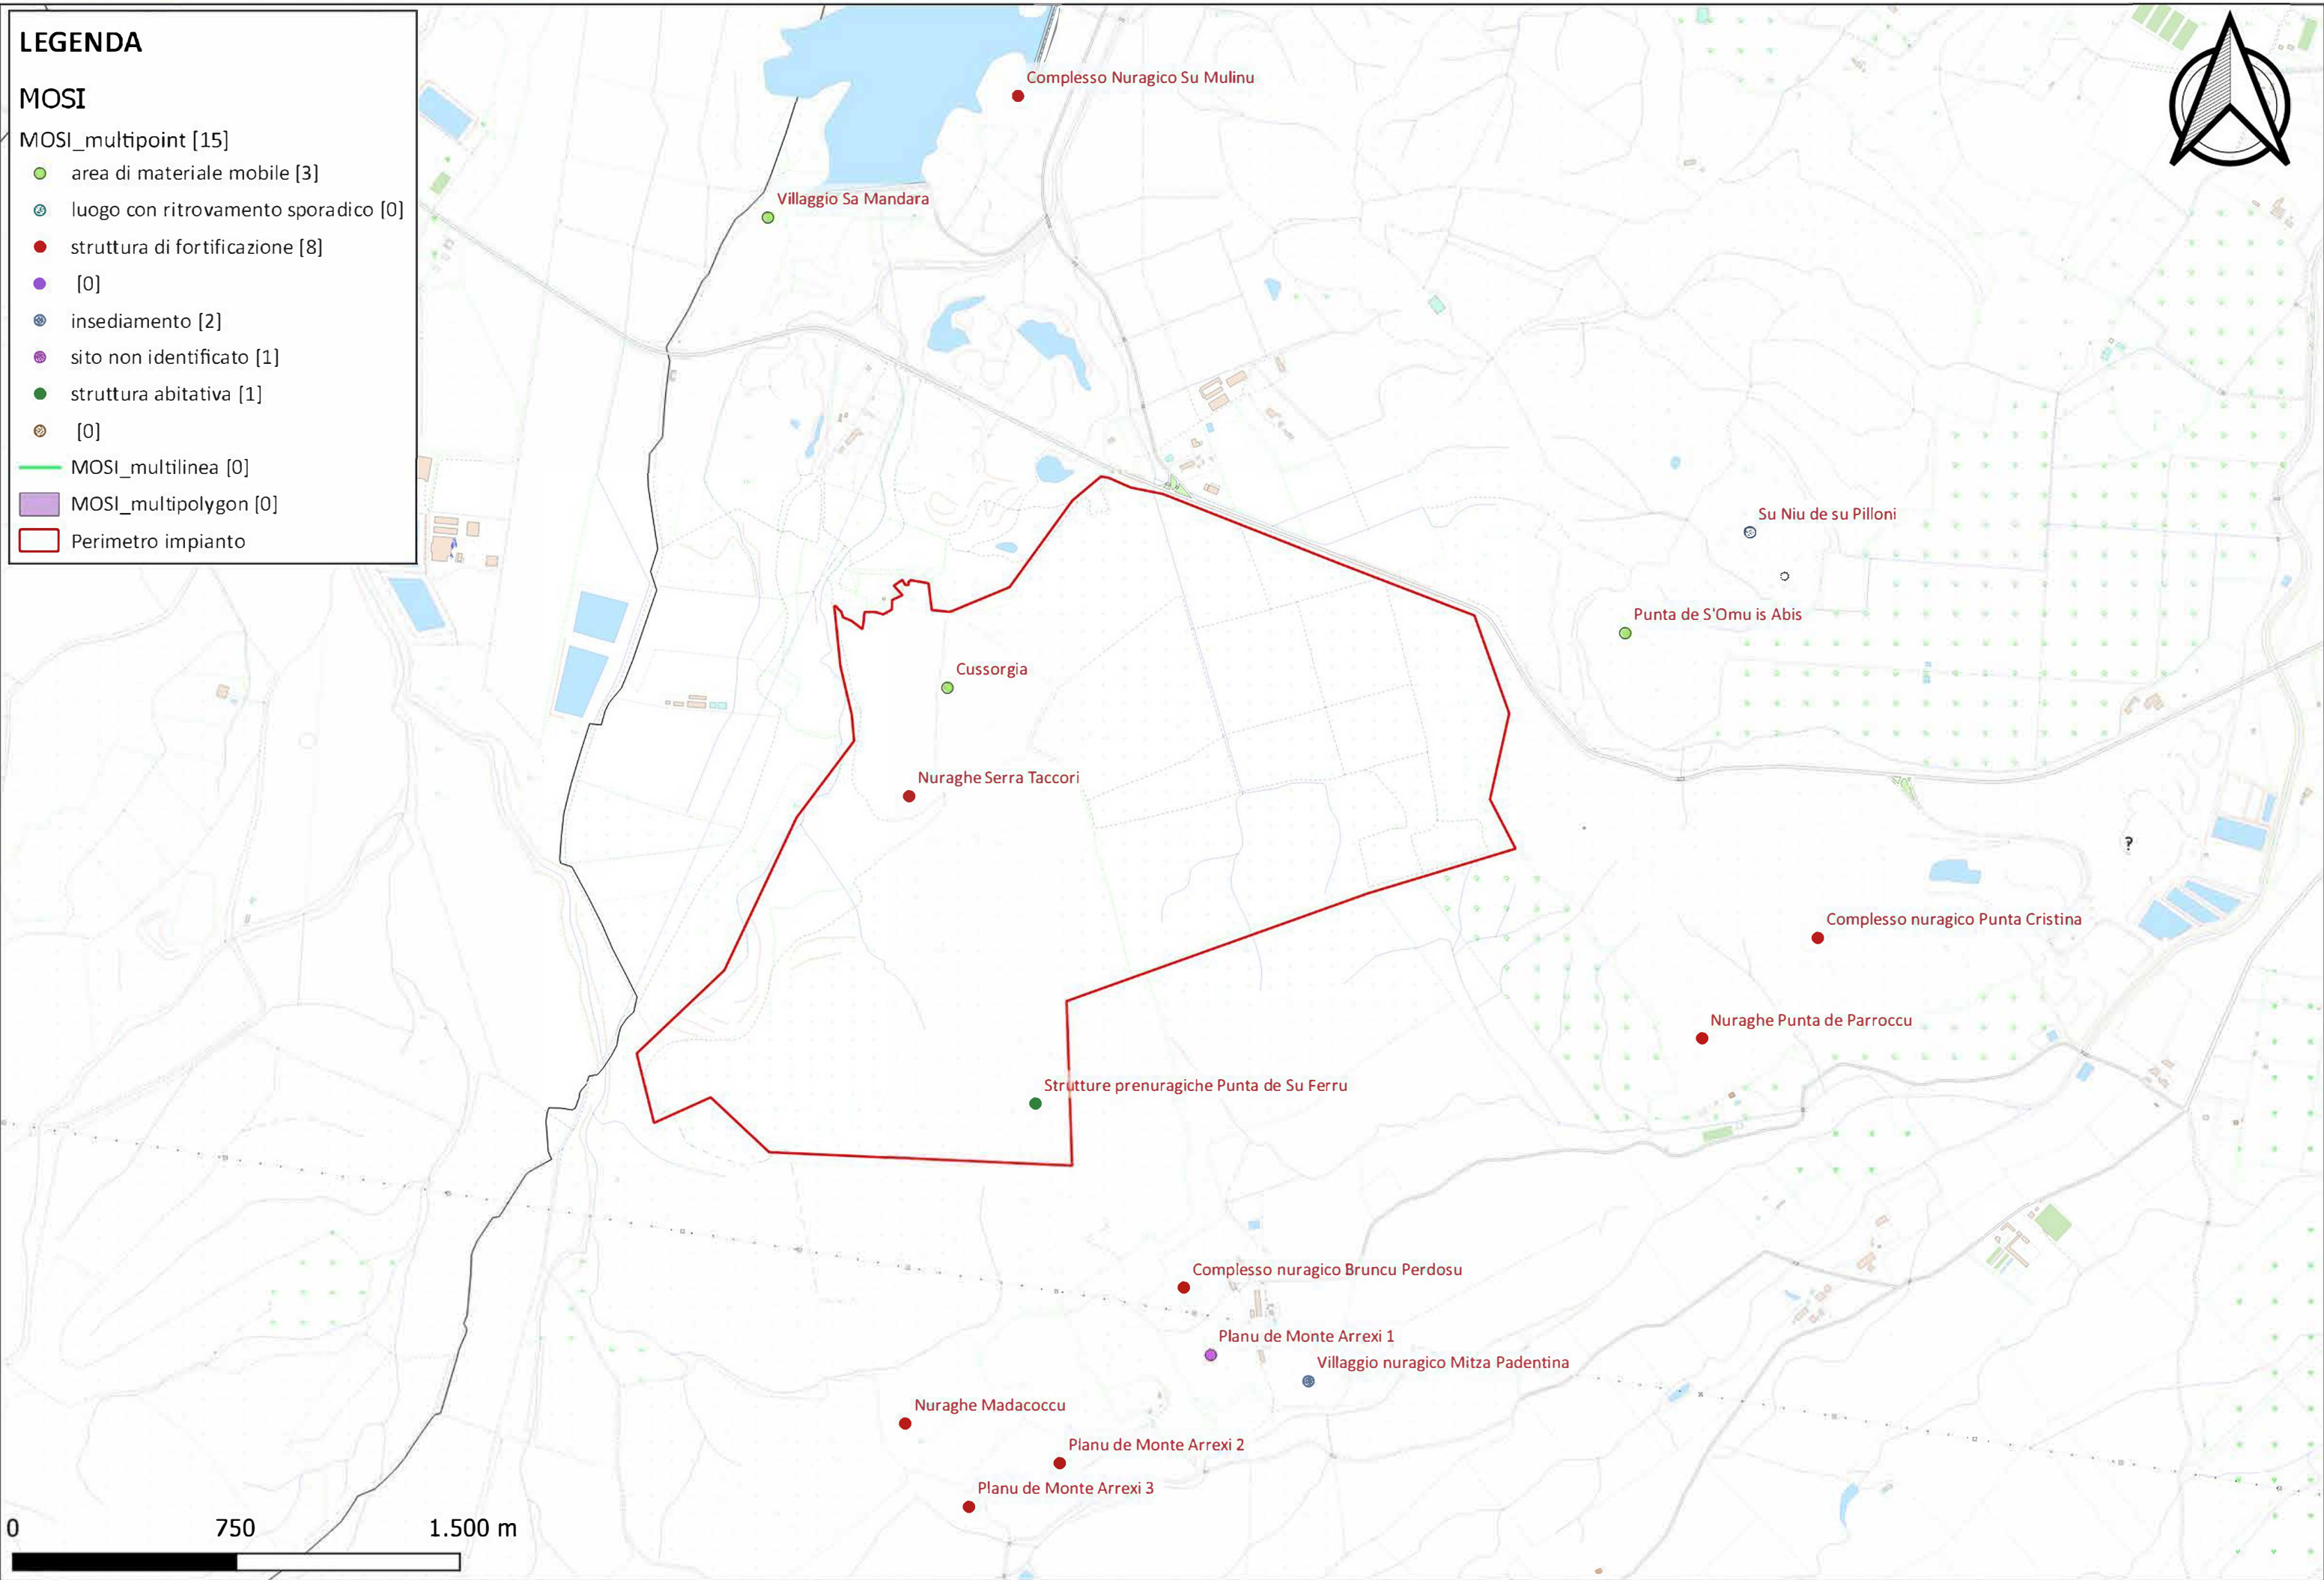 LEGENDA
MOSI
MOSI_multipoint [15]
area di materiale mobile [3]
luogo con ritrovamento sporadico [0]
struttura di fortificazione [8]
[0]
insediamento [2]
sito non identificato [1]
struttura abitativa [1]
[0]
MOSI_multilinea [0]
MOSI_multipolygon [0]
Perimetro impianto
Complesso Nuragico Su Mulinu
Villaggio Sa Mandara
Su Niu de su Pilloni
Punta de S'Omu is Abis
Cussorgia
Nuraghe Serra Taccori
?
Complesso nuragico Punta Cristina
Nuraghe Punta de Parroccu
Strutture prenuragiche Punta de Su Ferru
Complesso nuragico Bruncu Perdosu
Planu de Monte Arrexi 1
Villaggio nuragico Mitza Padentina
Nuraghe Madacoccu
Planu de Monte Arrexi 2
Planu de Monte Arrexi 3
0 750 1.500 m